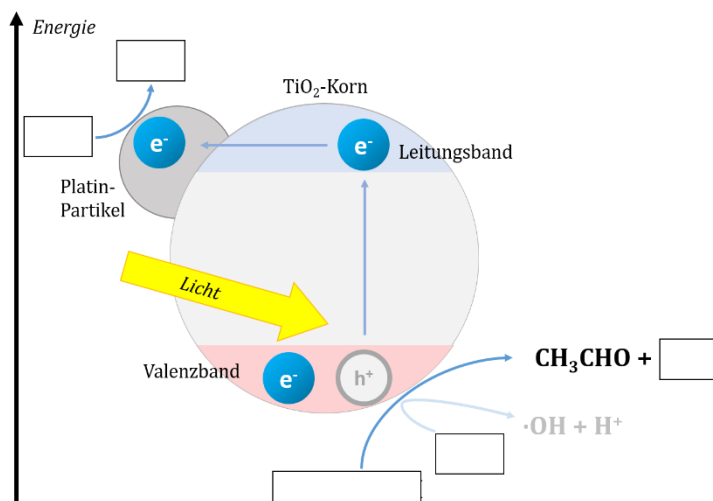 Energie
TiO₂-Korn
e⁻
e⁻
Leitungsband
Platin-
Partikel
Licht
Valenzband
e⁻
h⁺
CH₃CHO +
·OH + H⁺